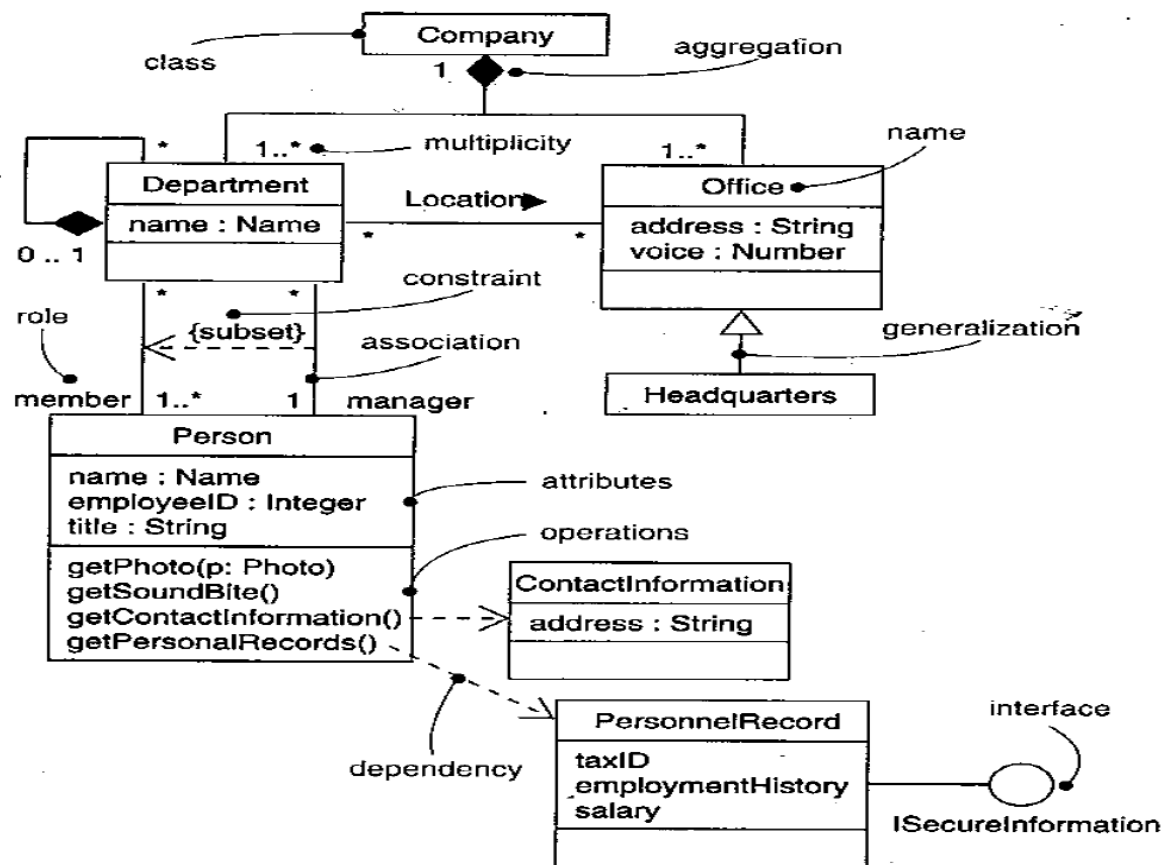 Company
class
aggregation
1
*
1..*
multiplicity
1..*
name
Department
Office
name : Name
Location
address : String
voice : Number
0 .. 1
*
*
*
*
constraint
role
{subset}
association
generalization
member
1..*
1
manager
Headquarters
Person
name : Name
employeeID : Integer
title : String
attributes
operations
getPhoto(p: Photo)
getSoundBite()
getContactInformation()
getPersonalRecords()
ContactInformation
address : String
PersonnelRecord
interface
dependency
taxID
employmentHistory
salary
ISecureInformation